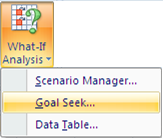 What-If
Analysis
Scenario Manager...
Goal Seek...
Data Table...